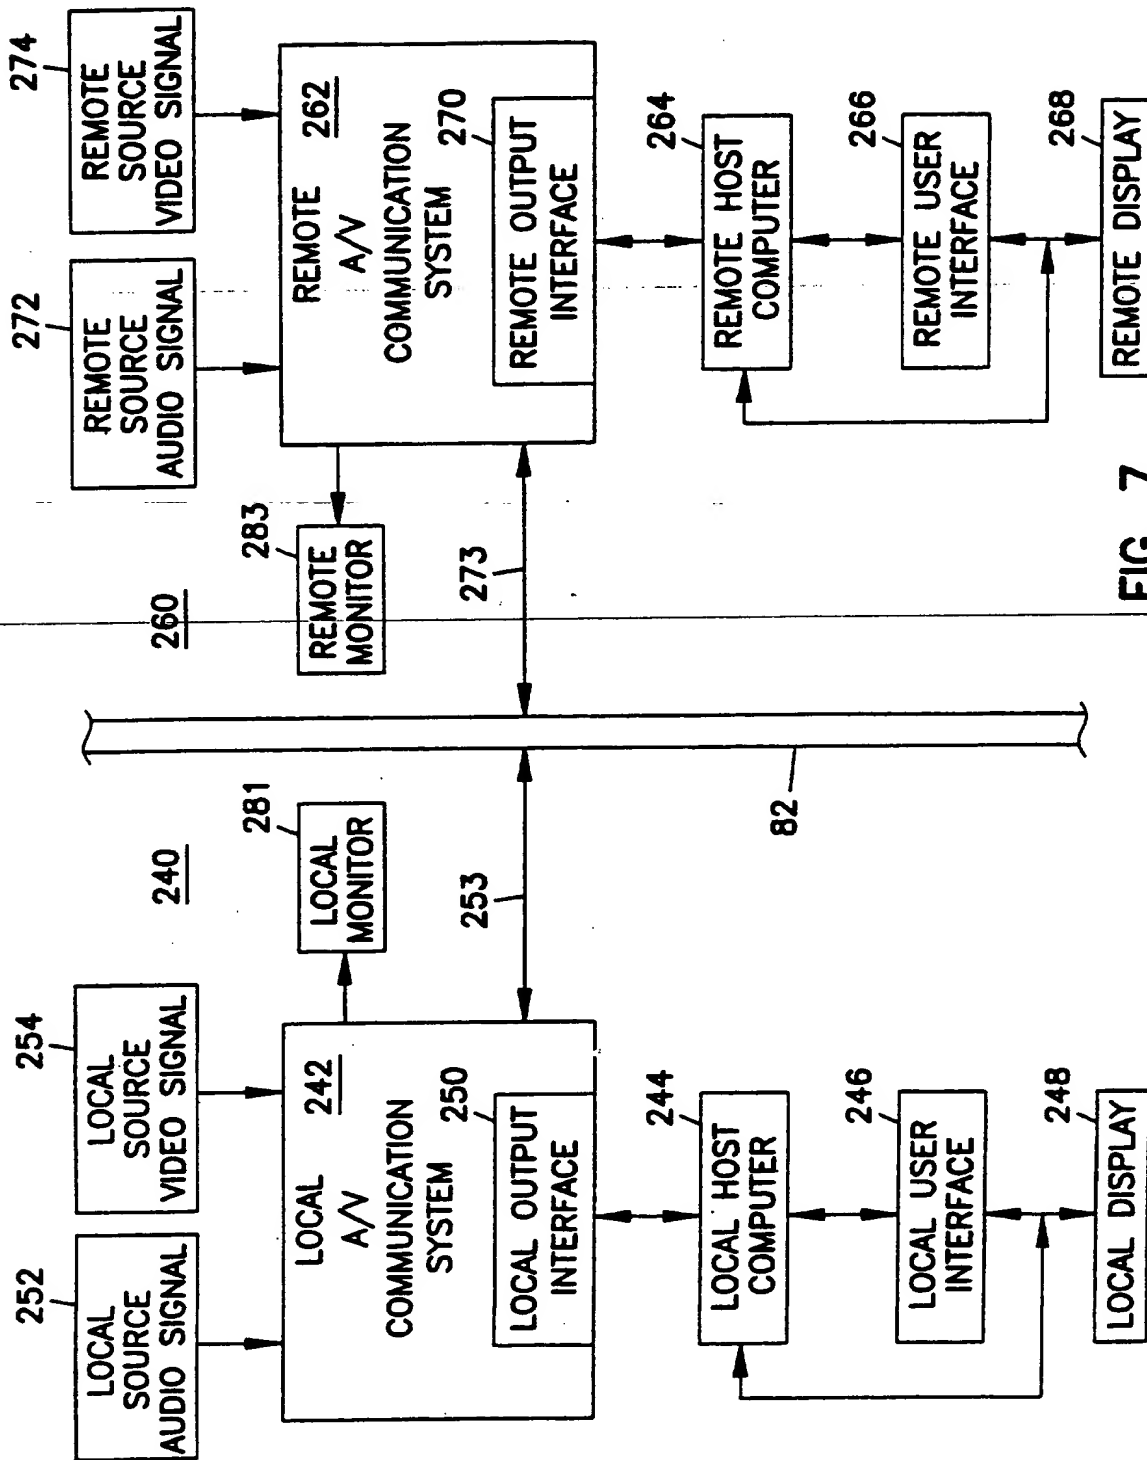 252
LOCAL
SOURCE
AUDIO SIGNAL
254
LOCAL
SOURCE
VIDEO SIGNAL
240
LOCAL
A/V
COMMUNICATION
SYSTEM
242
LOCAL OUTPUT
INTERFACE
250
LOCAL
MONITOR
281
253
LOCAL HOST
COMPUTER
244
LOCAL USER
INTERFACE
246
LOCAL DISPLAY
248
82
272
REMOTE
SOURCE
AUDIO SIGNAL
274
REMOTE
SOURCE
VIDEO SIGNAL
260
REMOTE
MONITOR
283
273
REMOTE
A/V
COMMUNICATION
SYSTEM
262
REMOTE OUTPUT
INTERFACE
270
REMOTE HOST
COMPUTER
264
REMOTE USER
INTERFACE
266
REMOTE DISPLAY
268
FIG. 7